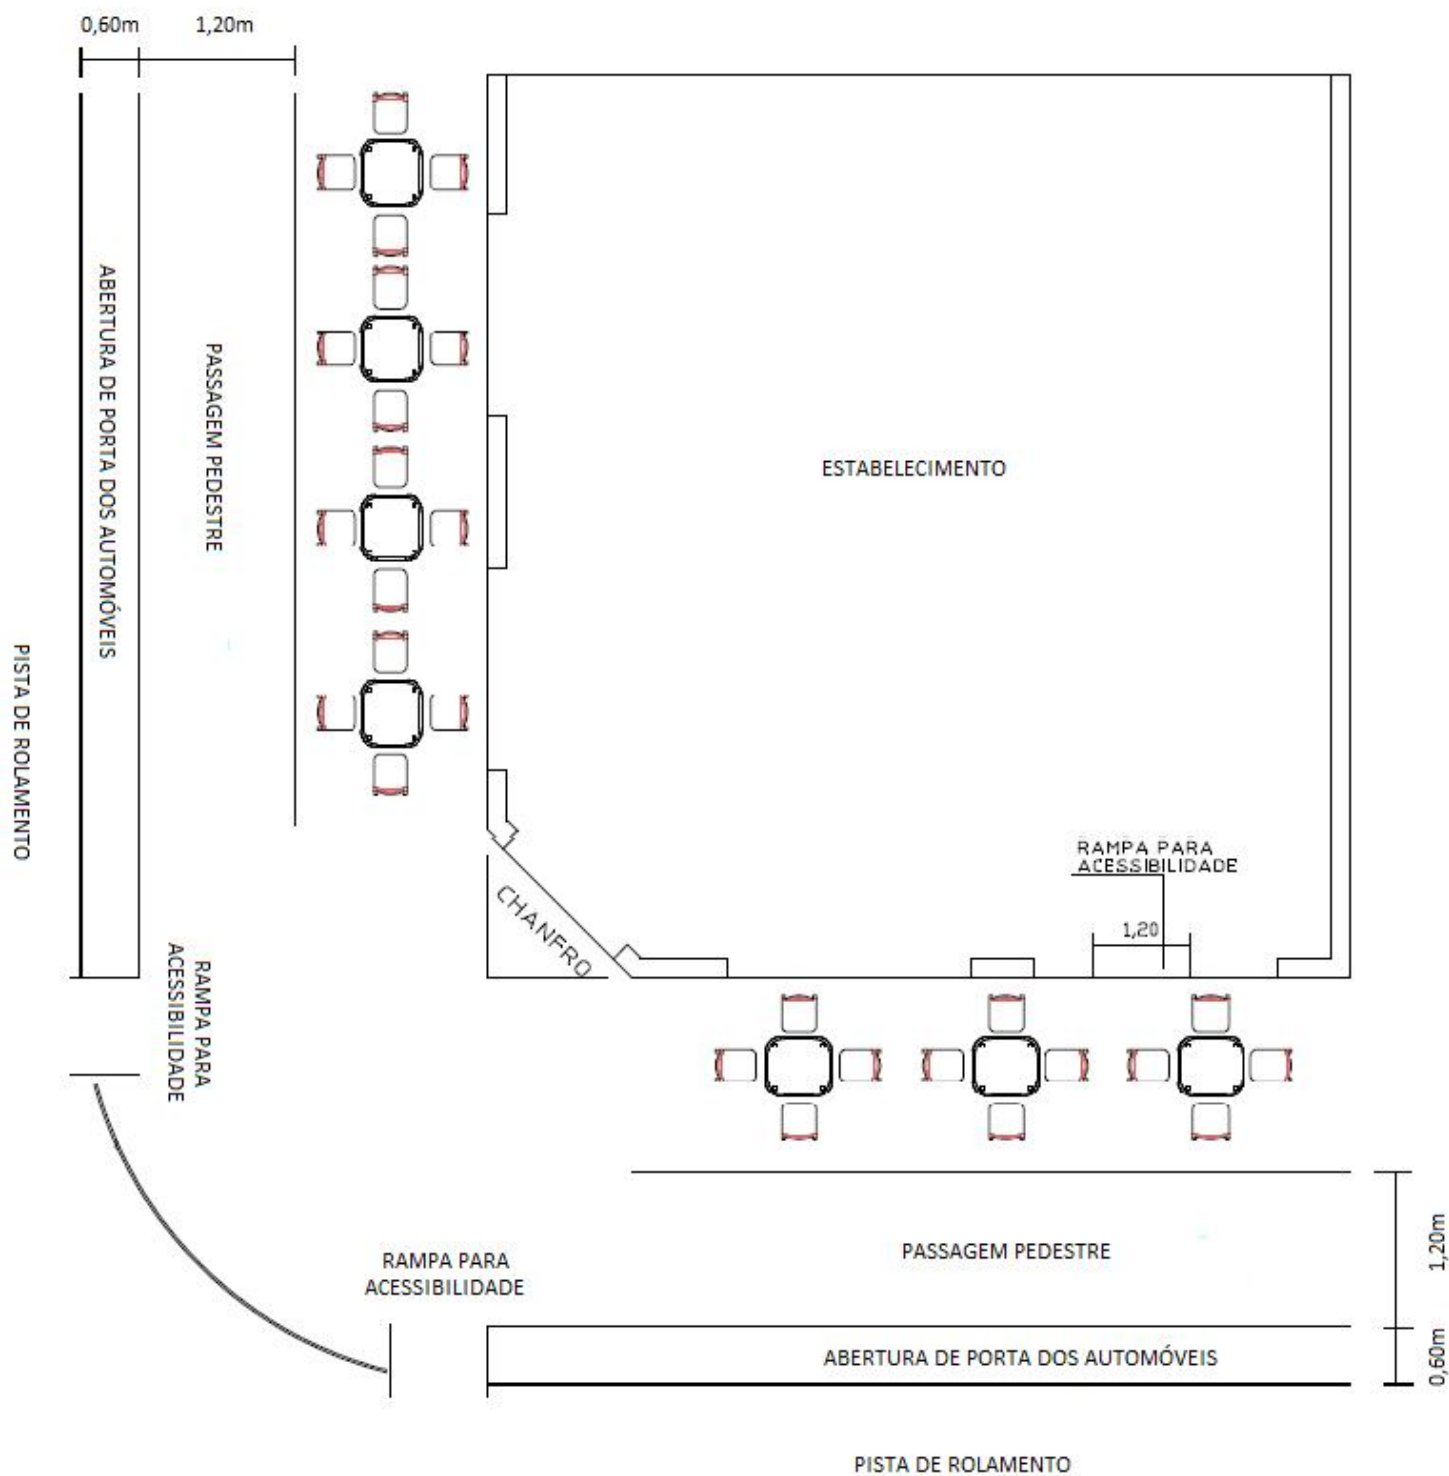 0,60m
1,20m
ABERTURA DE PORTA DOS AUTOMÓVEIS
PASSAGEM PEDESTRE
ESTABELECIMENTO
PISTA DE ROLAMENTO
RAMPA PARA
ACESSIBILIDADE
1,20
CHANFRO
RAMPA PARA
ACESSIBILIDADE
RAMPA PARA
ACESSIBILIDADE
PASSAGEM PEDESTRE
1,20m
ABERTURA DE PORTA DOS AUTOMÓVEIS
0,60m
PISTA DE ROLAMENTO